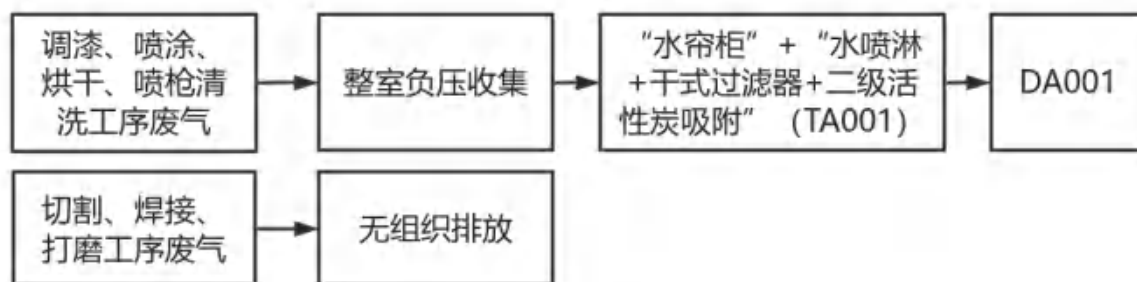 调漆、喷涂、
烘干、喷枪清
洗工序废气
整室负压收集
“水帘柜”+“水喷淋
+干式过滤器+二级活
性炭吸附”（TA001）
DA001
切割、焊接、
打磨工序废气
无组织排放